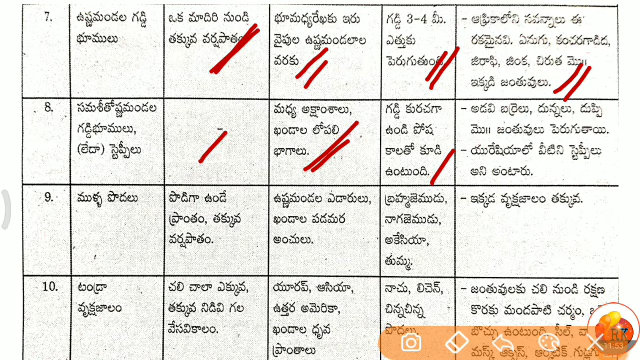 7. ఉష్ణమండల గడ్డి భూములు
ఒక మాదిరి నుండి
తక్కువ వర్షపాతం
భూమధ్యరేఖకు ఇరు
వైపుల ఉష్ణమండలాల
వరకు
గడ్డి 3-4 మీ.
ఎత్తుకు
పెరుగుతుంది
- ఆఫ్రికాలోని సవన్నాలు ఈ
రకమైనవి. ఏనుగు, కంచరగాడిద,
జిరాఫి, జింక, చిరుత మొ॥
ఇక్కడి జంతువులు.
8. సమశీతోష్ణమండల
గడ్డిభూములు,
(లేదా) స్టెప్పీలు
-
మధ్య అక్షాంశాలు,
ఖండాల లోపలి
భాగాలు.
గడ్డి కురచగా
ఉండి పోష
కాలతో కూడి
ఉంటుంది.
- అడవి బర్రెలు, దున్నలు, దుప్పి
మొ॥ జంతువులు పెరుగుతాయి.
- యురేషియాలో వీటిని స్టెప్పీలు
అని అంటారు.
9. ముళ్ళ పొదలు
పొడిగా ఉండే
ప్రాంతం, తక్కువ
వర్షపాతం.
ఉష్ణమండల ఎడారులు,
ఖండాల పడమర
అంచులు.
బ్రహ్మజెముడు,
నాగజెముడు,
అకేసియా,
తుమ్మ.
- ఇక్కడ వృక్షజాలం తక్కువ.
10. టండ్రా
వృక్షజాలం
చలి చాలా ఎక్కువ,
తక్కువ నిడివి గల
వేసవికాలం.
యూరప్, ఆసియా,
ఉత్తర అమెరికా,
ఖండాల ధృవ
ప్రాంతాలు
నాచు, లిచెన్,
చిన్నచిన్న
పొదలు
- జంతువులకు చలి నుండి రక్షణ
కొరకు మందపాటి చర్మం,
బొచ్చు ఉంటుంది. సీల్,